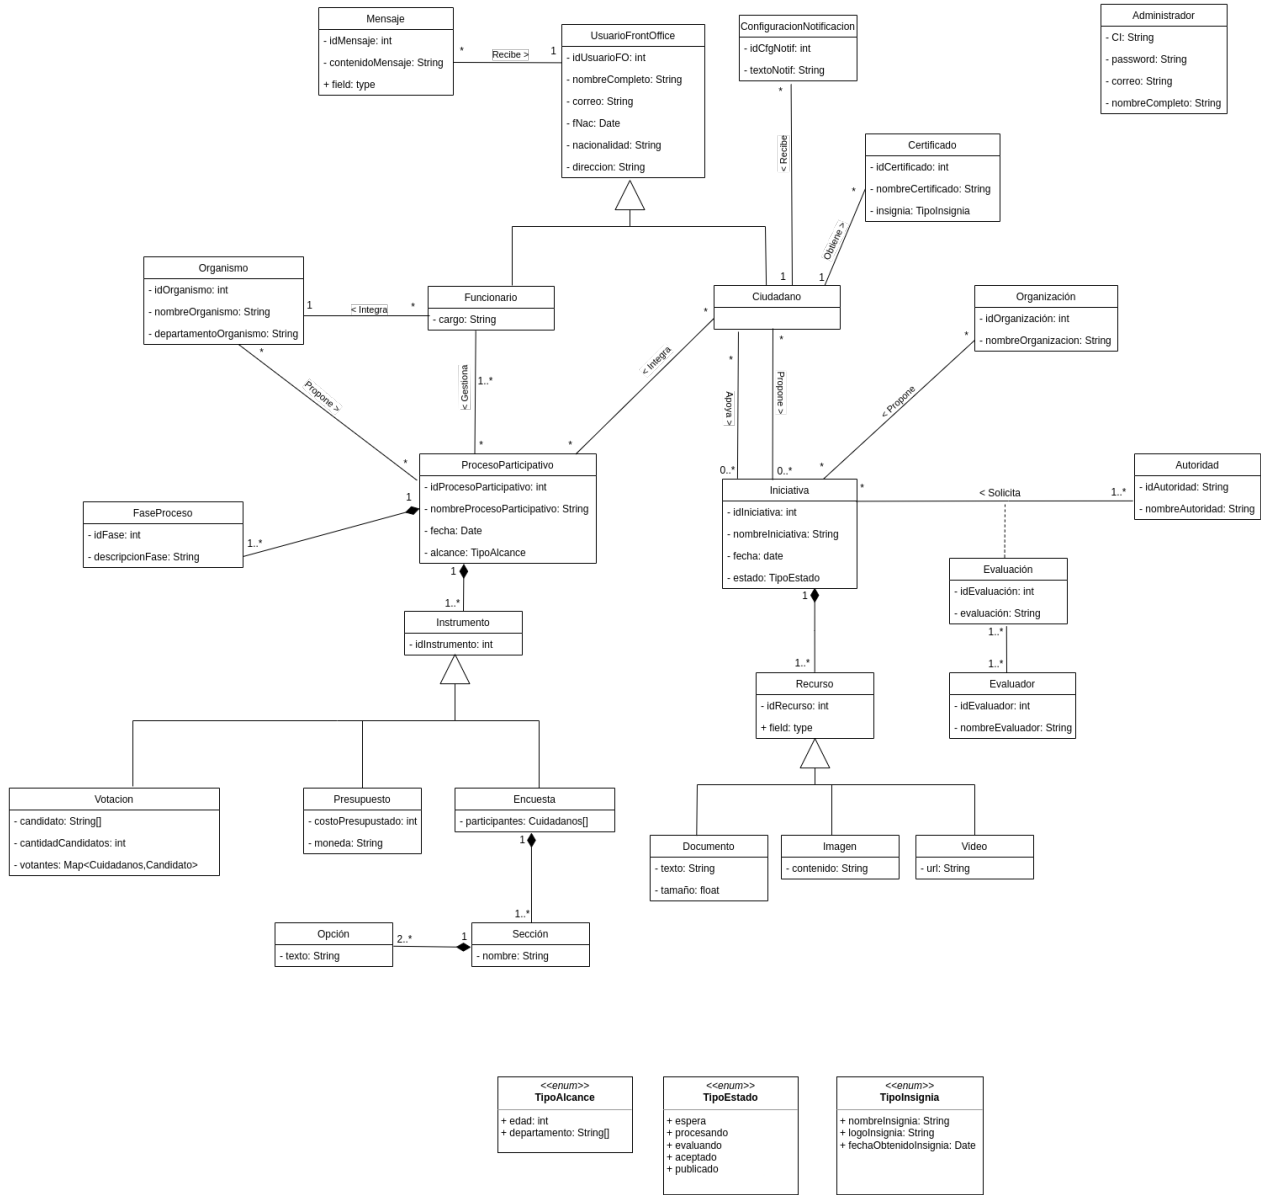 Mensaje
- idMensaje: int
- contenidoMensaje: String
+ field: type
*
Recibe >
1
UsuarioFrontOffice
- idUsuarioFO: int
- nombreCompleto: String
- correo: String
- fNac: Date
- nacionalidad: String
- direccion: String
ConfiguracionNotificacion
- idCfgNotif: int
- textoNotif: String
*
< Recibe
1
Administrador
- CI: String
- password: String
- correo: String
- nombreCompleto: String
Certificado
- idCertificado: int
- nombreCertificado: String
- insignia: TipoInsignia
*
Obtiene >
1
Organismo
- idOrganismo: int
- nombreOrganismo: String
- departamentoOrganismo: String
1
< Integra
*
Funcionario
- cargo: String
Ciudadano
Organización
- idOrganización: int
- nombreOrganizacion: String
*
Propone >
*
< Gestiona
1..*
*
*
< Integra
*
*
Apoya <
0..*
*
Propone >
0..*
*
< Propone
*
ProcesoParticipativo
- idProcesoParticipativo: int
- nombreProcesoParticipativo: String
- fecha: Date
- alcance: TipoAlcance
Iniciativa
- idIniciativa: int
- nombreIniciativa: String
- fecha: date
- estado: TipoEstado
*
< Solicita
1..*
Autoridad
- idAutoridad: String
- nombreAutoridad: String
FaseProceso
- idFase: int
- descripcionFase: String
1..*
1
1
1..*
Instrumento
- idInstrumento: int
1
1..*
Evaluación
- idEvaluación: int
- evaluación: String
1..*
1..*
Recurso
- idRecurso: int
+ field: type
Evaluador
- idEvaluador: int
- nombreEvaluador: String
Votacion
- candidato: String[]
- cantidadCandidatos: int
- votantes: Map<Cuidadanos,Candidato>
Presupuesto
- costoPresupustado: int
- moneda: String
Encuesta
- participantes: Cuidadanos[]
1
1..*
Documento
- texto: String
- tamaño: float
Imagen
- contenido: String
Video
- url: String
Opción
- texto: String
2..*
1
Sección
- nombre: String
<<enum>>
TipoAlcance
+ edad: int
+ departamento: String[]
<<enum>>
TipoEstado
+ espera
+ procesando
+ evaluando
+ aceptado
+ publicado
<<enum>>
TipoInsignia
+ nombreInsignia: String
+ logoInsignia: String
+ fechaObtenidoInsignia: Date